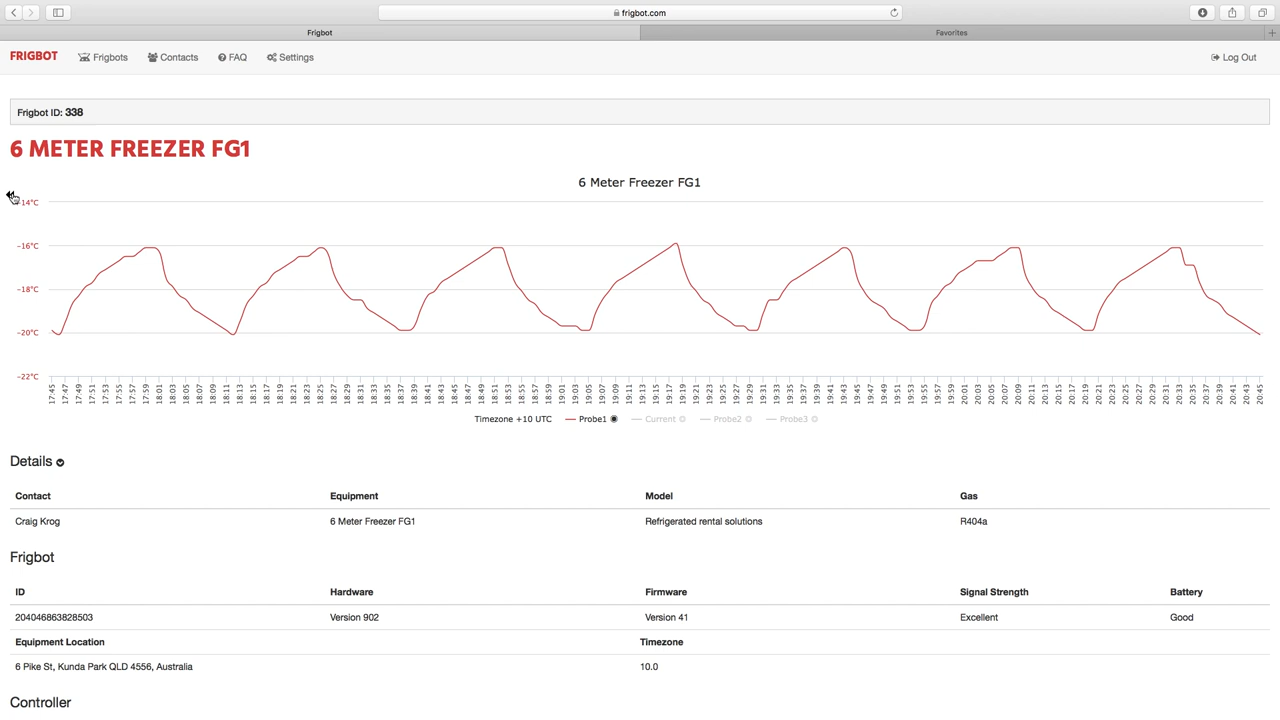 frigbot.com
Frigbot
Favorites
FRIGBOT Frigbots Contacts FAQ Settings Log Out
Frigbot ID: 338
6 METER FREEZER FG1
6 Meter Freezer FG1
-14°C
-16°C
-18°C
-20°C
-22°C
17:45 17:47 17:49 17:51 17:53 17:55 17:57 17:59 18:01 18:03 18:05 18:07 18:09 18:11 18:13 18:15 18:17 18:19 18:21 18:23 18:25 18:27 18:29 18:31 18:33 18:35 18:37 18:39 18:41 18:43 18:45 18:47 18:49 18:51 18:53 18:55 18:57 18:59 19:01 19:03 19:05 19:07 19:09 19:11 19:13 19:15 19:17 19:19 19:21 19:23 19:25 19:27 19:29 19:31 19:33 19:35 19:37 19:39 19:41 19:43 19:45 19:47 19:49 19:51 19:53 19:55 19:57 19:59 20:01 20:03 20:05 20:07 20:09 20:11 20:13 20:15 20:17 20:19 20:21 20:23 20:25 20:27 20:29 20:31 20:33 20:35 20:37 20:39 20:41 20:43 20:45
Timezone +10 UTC Probe1 Current Probe2 Probe3
Details
Contact Equipment Model Gas
Craig Krog 6 Meter Freezer FG1 Refrigerated rental solutions R404a
Frigbot
ID Hardware Firmware Signal Strength Battery
204046863828503 Version 902 Version 41 Excellent Good
Equipment Location Timezone
6 Pike St, Kunda Park QLD 4556, Australia 10.0
Controller